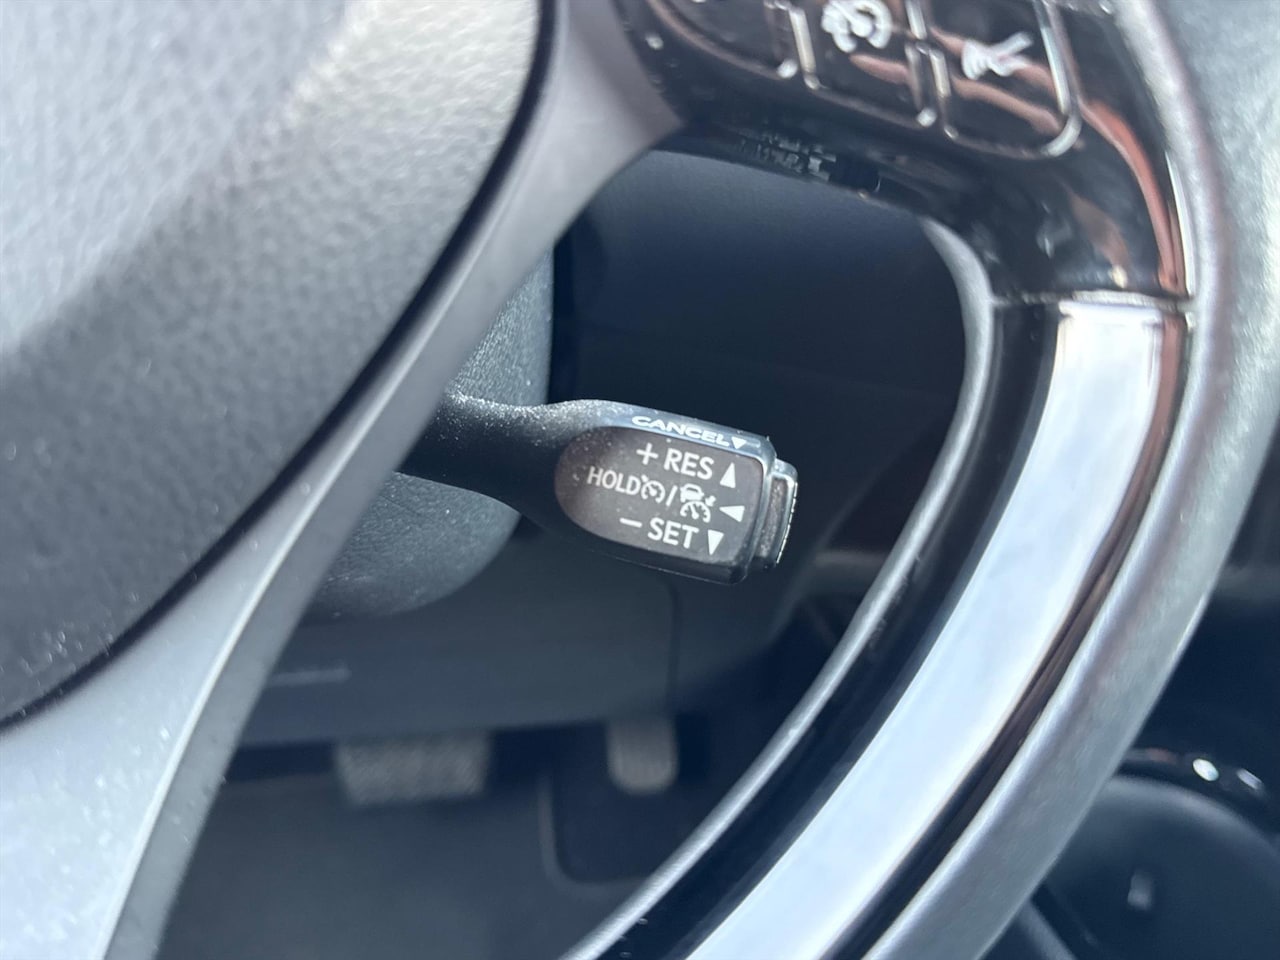 CANCEL▼
+ RES ▲
HOLD / ◀
− SET ▼